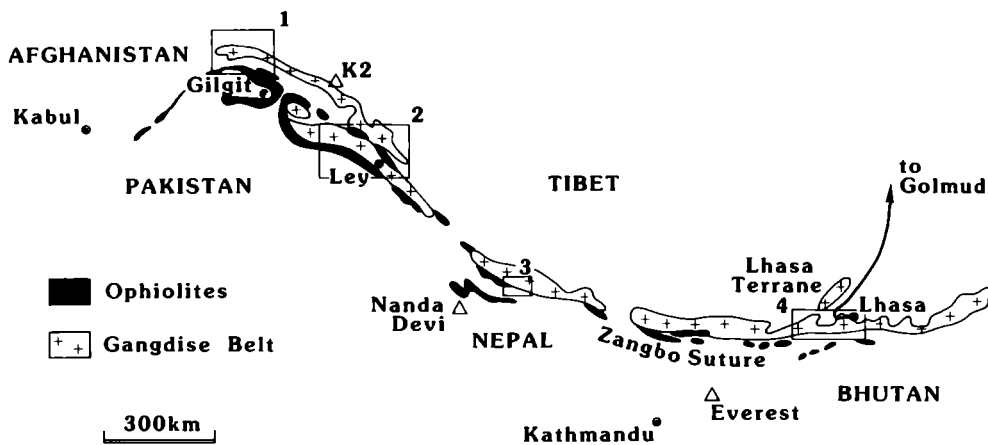 1
AFGHANISTAN
K2
Gilgit
Kabul
2
Ley
PAKISTAN
TIBET
to
Golmud
3
Lhasa
Terrane
4
Lhasa
Ophiolites
Nanda
Devi
NEPAL
Zangbo Suture
Gangdise Belt
BHUTAN
Everest
300km
Kathmandu